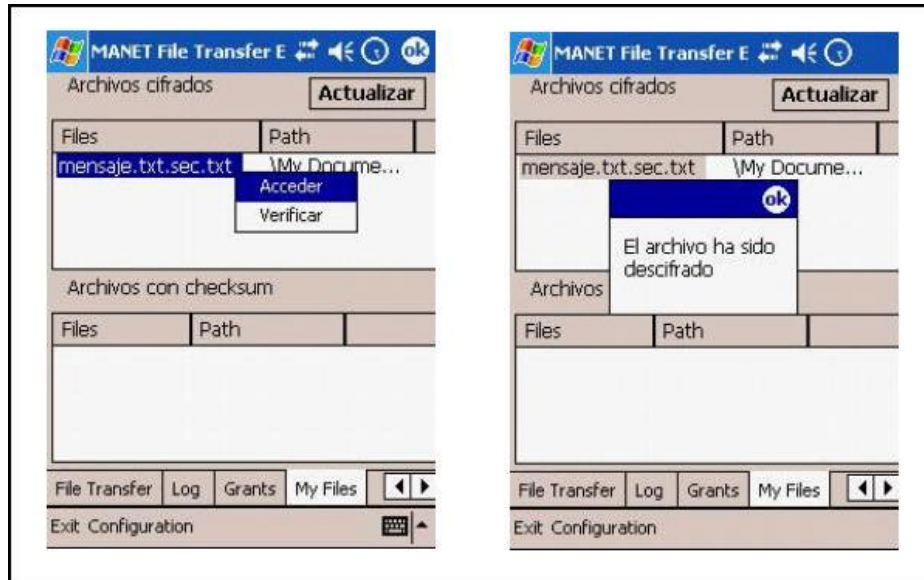 MANET File Transfer E
ok
Archivos cifrados
Actualizar
Files Path
mensaje.txt.sec.txt \My Docume...
Acceder
Verificar
Archivos con checksum
Files Path
File Transfer Log Grants My Files
Exit Configuration
MANET File Transfer E
Archivos cifrados
Actualizar
Files Path
mensaje.txt.sec.txt \My Docume...
ok
El archivo ha sido
descifrado
Archivos
Files Path
File Transfer Log Grants My Files
Exit Configuration